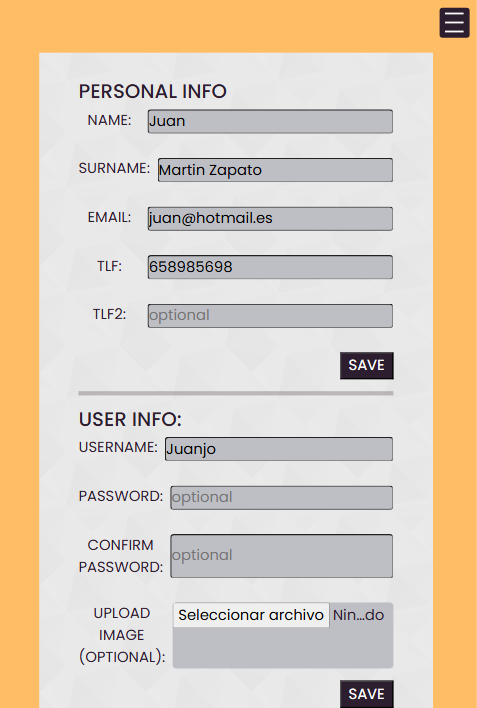 PERSONAL INFO
NAME: Juan
SURNAME: Martin Zapato
EMAIL: juan@hotmail.es
TLF: 658985698
TLF2: optional
SAVE
USER INFO:
USERNAME: Juanjo
PASSWORD: optional
CONFIRM
PASSWORD: optional
UPLOAD
IMAGE
(OPTIONAL): Seleccionar archivo Nin...do
SAVE